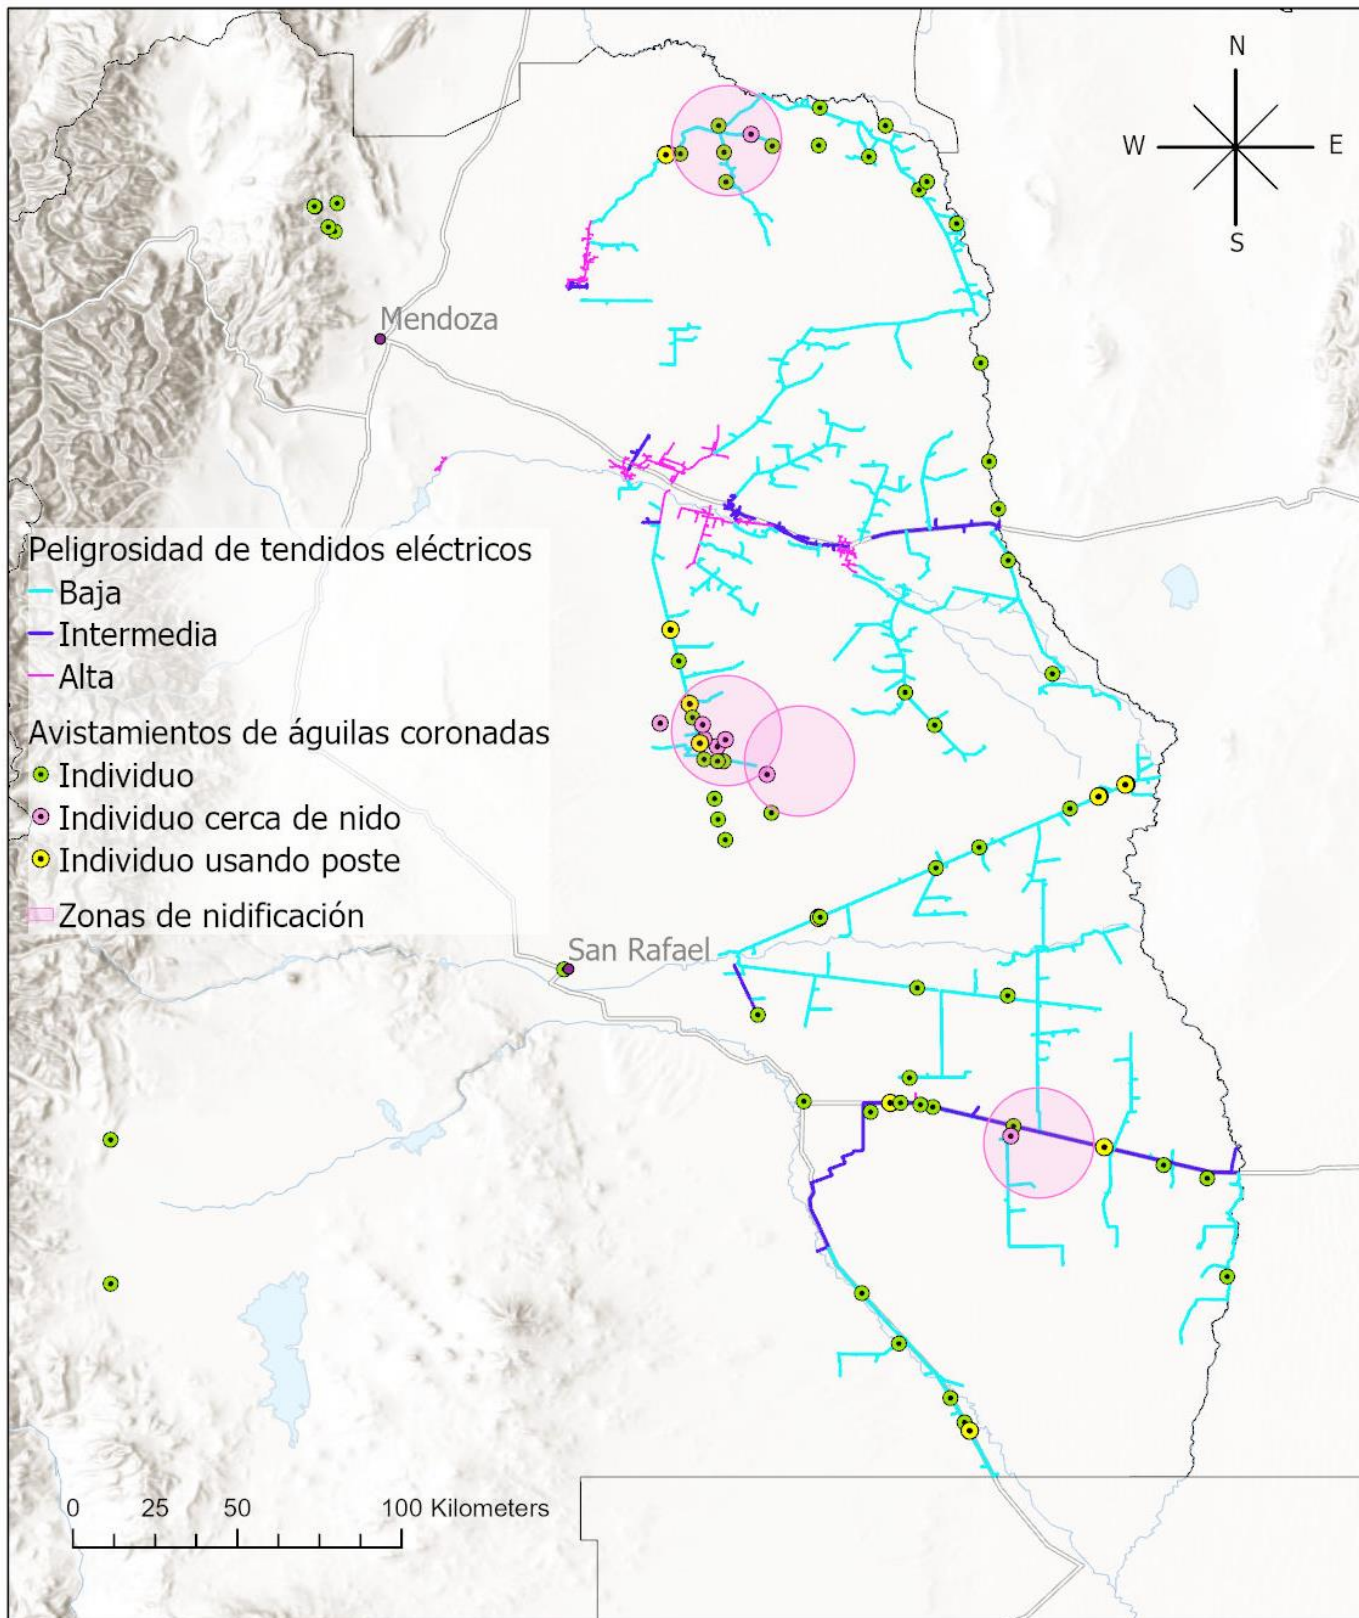 N
W
E
S
Mendoza
Peligrosidad de tendidos eléctricos
Baja
Intermedia
Alta
Avistamientos de águilas coronadas
Individuo
Individuo cerca de nido
Individuo usando poste
Zonas de nidificación
San Rafael
0 25 50 100 Kilometers